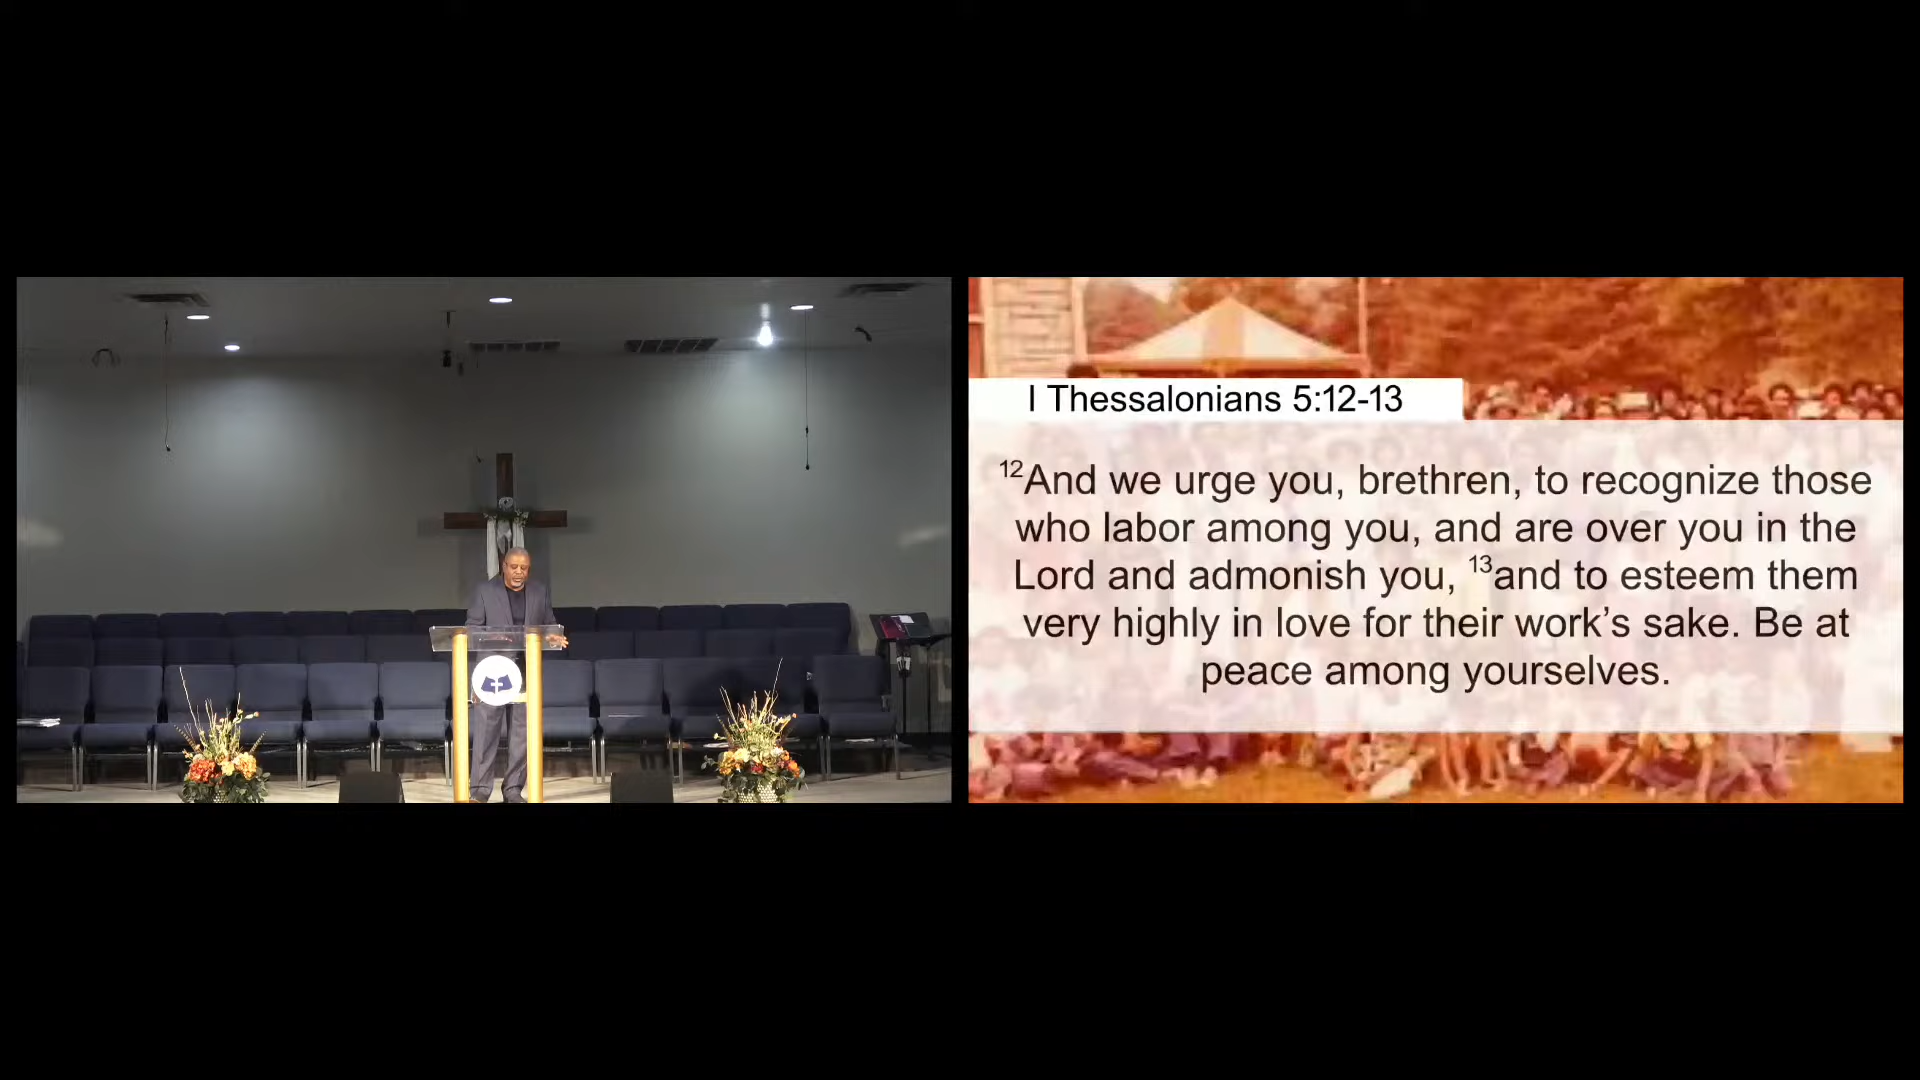 I Thessalonians 5:12-13
¹²And we urge you, brethren, to recognize those
who labor among you, and are over you in the
Lord and admonish you, ¹³and to esteem them
very highly in love for their work’s sake. Be at
peace among yourselves.